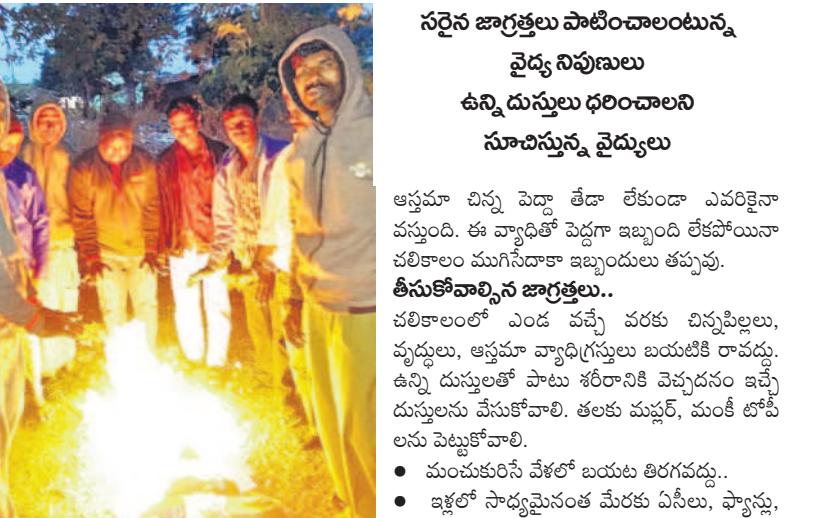 సరైన జాగ్రత్తలు పాటించాలంటున్న
వైద్య నిపుణులు
ఉన్ని దుస్తులు ధరించాలని
సూచిస్తున్న వైద్యులు
ఆస్తమా చిన్న పెద్దా తేడా లేకుండా ఎవరికైనా
వస్తుంది. ఈ వ్యాధితో పెద్దగా ఇబ్బంది లేకపోయినా
చలికాలం ముగిసేదాకా ఇబ్బందులు తప్పవు.
తీసుకోవాల్సిన జాగ్రత్తలు..
చలికాలంలో ఎండ వచ్చే వరకు చిన్నపిల్లలు,
వృద్ధులు, ఆస్తమా వ్యాధిగ్రస్తులు బయటికి రావద్దు.
ఉన్ని దుస్తులతో పాటు శరీరానికి వెచ్చదనం ఇచ్చే
దుస్తులను వేసుకోవాలి. తలకు మఫ్లర్, మంకీ టోపీ
లను పెట్టుకోవాలి.
● మంచుకురిసే వేళలో బయట తిరగవద్దు..
● ఇళ్లలో సాధ్యమైనంత మేరకు ఏసీలు, ఫ్యాన్లు,